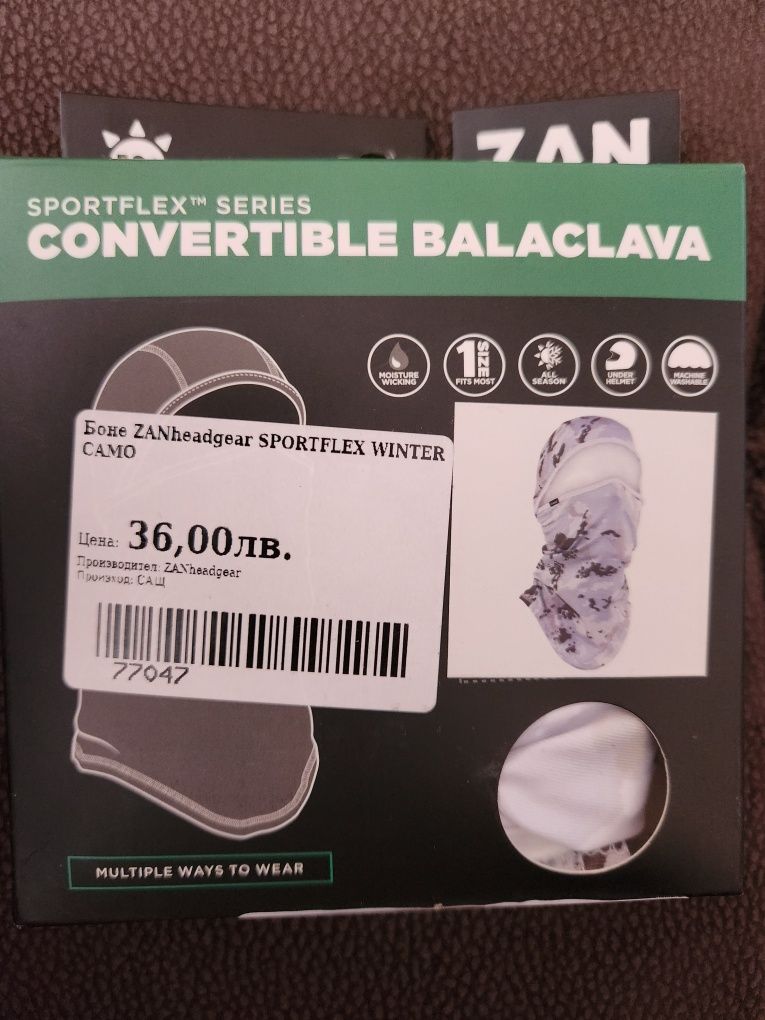 ZAN
SPORTFLEX™ SERIES
CONVERTIBLE BALACLAVA
MOISTURE
WICKING
1 SIZE
FITS MOST
ALL
SEASON
UNDER
HELMET
MACHINE
WASHABLE
Боне ZANheadgear SPORTFLEX WINTER
CAMO
Цена: 36,00лв.
Производител: ZANheadgear
Произход: САЩ
77047
MULTIPLE WAYS TO WEAR